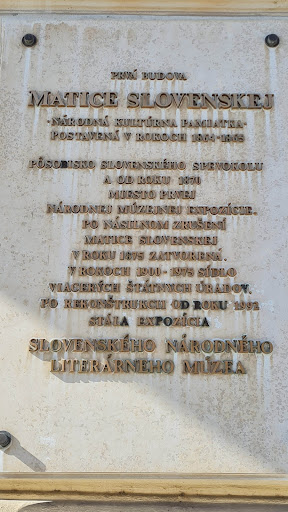 PRVÁ BUDOVA
MATICE SLOVENSKEJ
-NÁRODNÁ KULTÚRNA PAMIATKA-
POSTAVENÁ V ROKOCH 1864-1865
PÔSOBISKO SLOVENSKÉHO SPEVOKOLU
A OD ROKU 1870
MIESTO PRVEJ
NÁRODNEJ MÚZEJNEJ EXPOZÍCIE.
PO NÁSILNOM ZRUŠENÍ
MATICE SLOVENSKEJ
V ROKU 1875 ZATVORENÁ.
V ROKOCH 1900-1975 SÍDLO
VIACERÝCH ŠTÁTNYCH ÚRADOV.
PO REKONŠTRUKCII OD ROKU 1992
STÁLA EXPOZÍCIA
SLOVENSKÉHO NÁRODNÉHO
LITERÁRNEHO MÚZEA